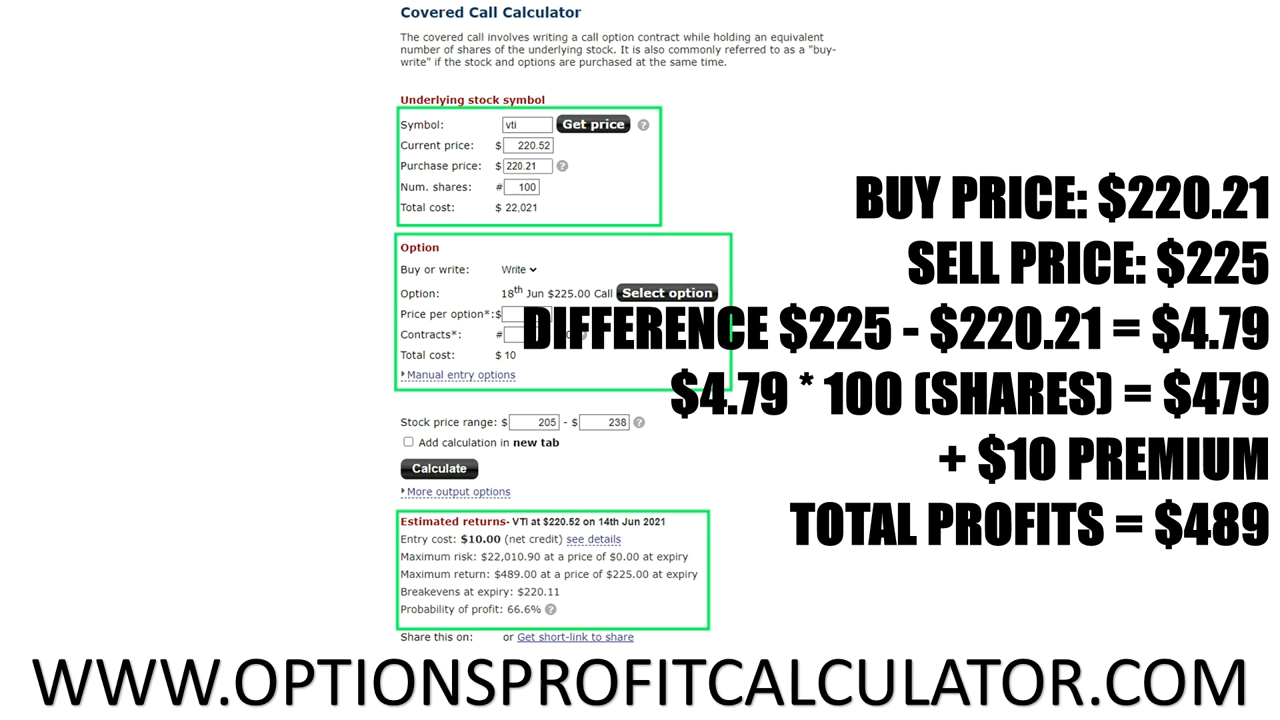 Covered Call Calculator
The covered call involves writing a call option contract while holding an equivalent
number of shares of the underlying stock. It is also commonly referred to as a "buy-
write" if the stock and options are purchased at the same time.
Underlying stock symbol
Symbol: vti Get price ?
Current price: $ 220.52
Purchase price: $ 220.21 ?
Num. shares: # 100
Total cost: $ 22,021
Option
Buy or write: Write
Option: 18th Jun $225.00 Call Select option
Price per option*:$
Contracts*: #
Total cost: $ 10
Manual entry options
Stock price range: $ 205 - $ 238 ?
Add calculation in new tab
Calculate
More output options
Estimated returns- VTI at $220.52 on 14th Jun 2021
Entry cost: $10.00 (net credit) see details
Maximum risk: $22,010.90 at a price of $0.00 at expiry
Maximum return: $489.00 at a price of $225.00 at expiry
Breakevens at expiry: $220.11
Probability of profit: 66.6% ?
Share this on: or Get short-link to share
BUY PRICE: $220.21
SELL PRICE: $225
DIFFERENCE $225 - $220.21 = $4.79
$4.79 * 100 (SHARES) = $479
+ $10 PREMIUM
TOTAL PROFITS = $489
WWW.OPTIONSPROFITCALCULATOR.COM